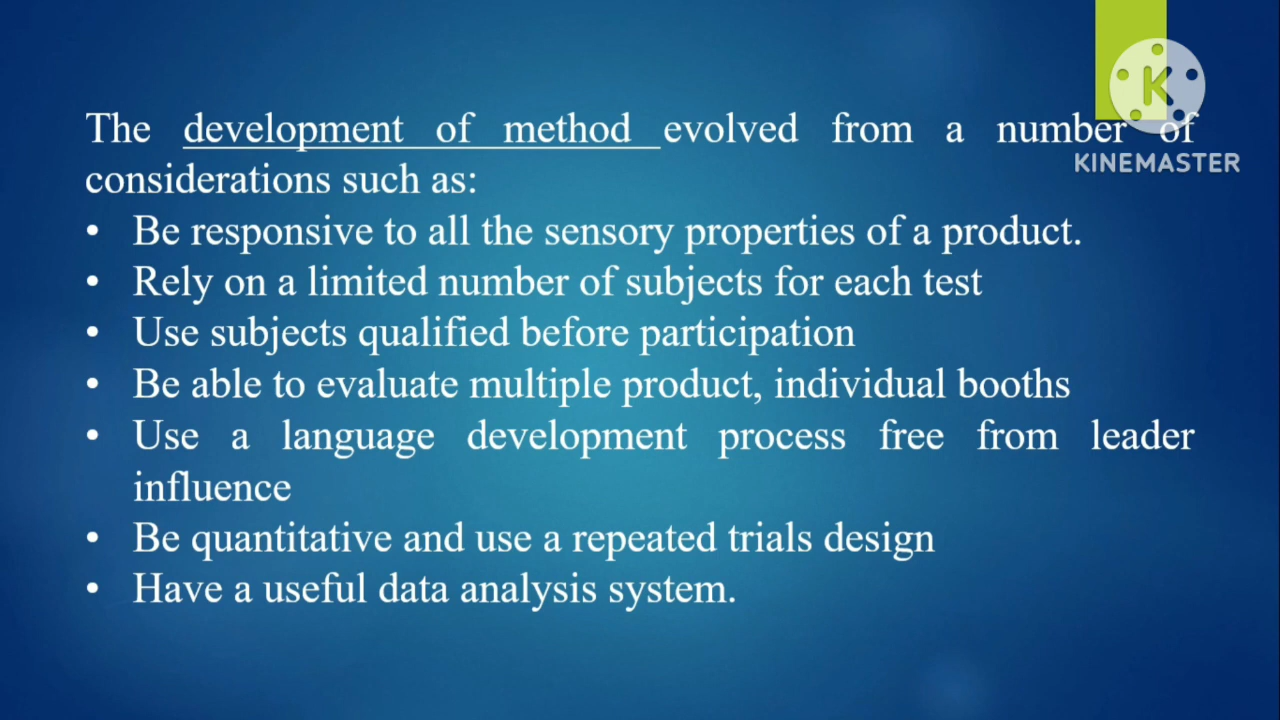 The development of method evolved from a number of
considerations such as:
• Be responsive to all the sensory properties of a product.
• Rely on a limited number of subjects for each test
• Use subjects qualified before participation
• Be able to evaluate multiple product, individual booths
• Use a language development process free from leader
influence
• Be quantitative and use a repeated trials design
• Have a useful data analysis system.
K
KINEMASTER